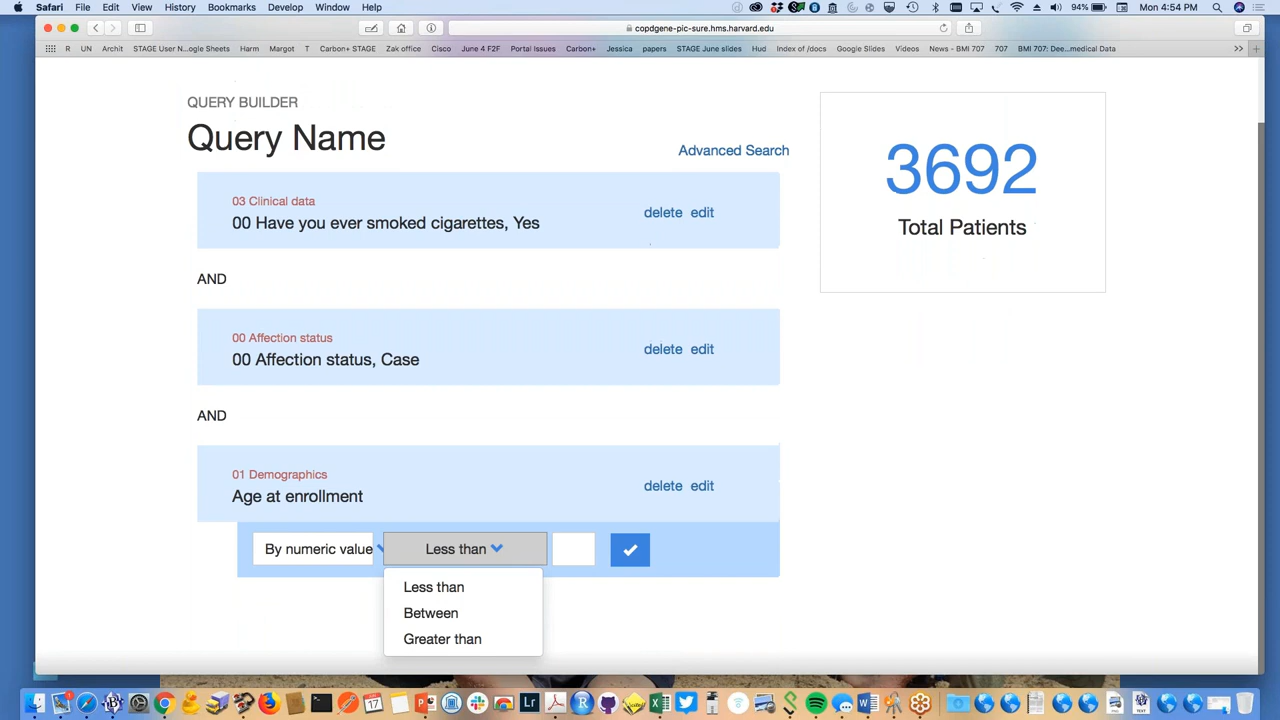 Safari File Edit View History Bookmarks Develop Window Help 94% Mon 4:54 PM
copdgene-pic-sure.hms.harvard.edu
R UN Archit STAGE User N...ogle Sheets Harm Margot T Carbon+ STAGE Zak office Cisco June 4 F2F Portal Issues Carbon+ Jessica papers STAGE June slides Hud Index of /docs Google Slides Videos News - BMI 707 707 BMI 707: Dee...medical Data
QUERY BUILDER
Query Name
Advanced Search
3692
Total Patients
03 Clinical data
00 Have you ever smoked cigarettes, Yes
delete edit
AND
00 Affection status
00 Affection status, Case
delete edit
AND
01 Demographics
Age at enrollment
delete edit
By numeric value Less than
Less than
Between
Greater than